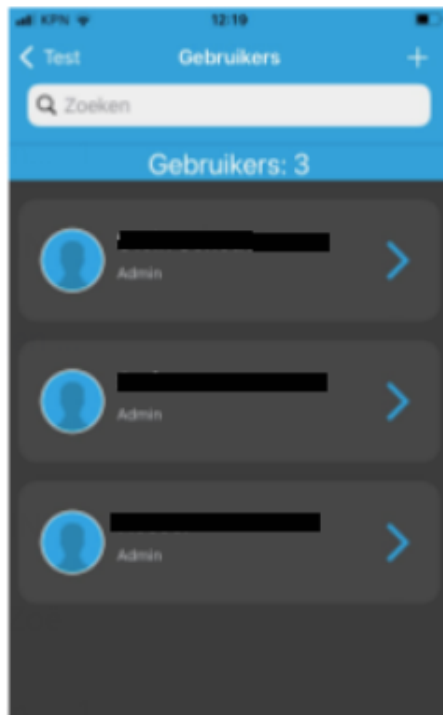 KPN 12:19
Test Gebruikers +
Zoeken
Gebruikers: 3
Admin
Admin
Admin